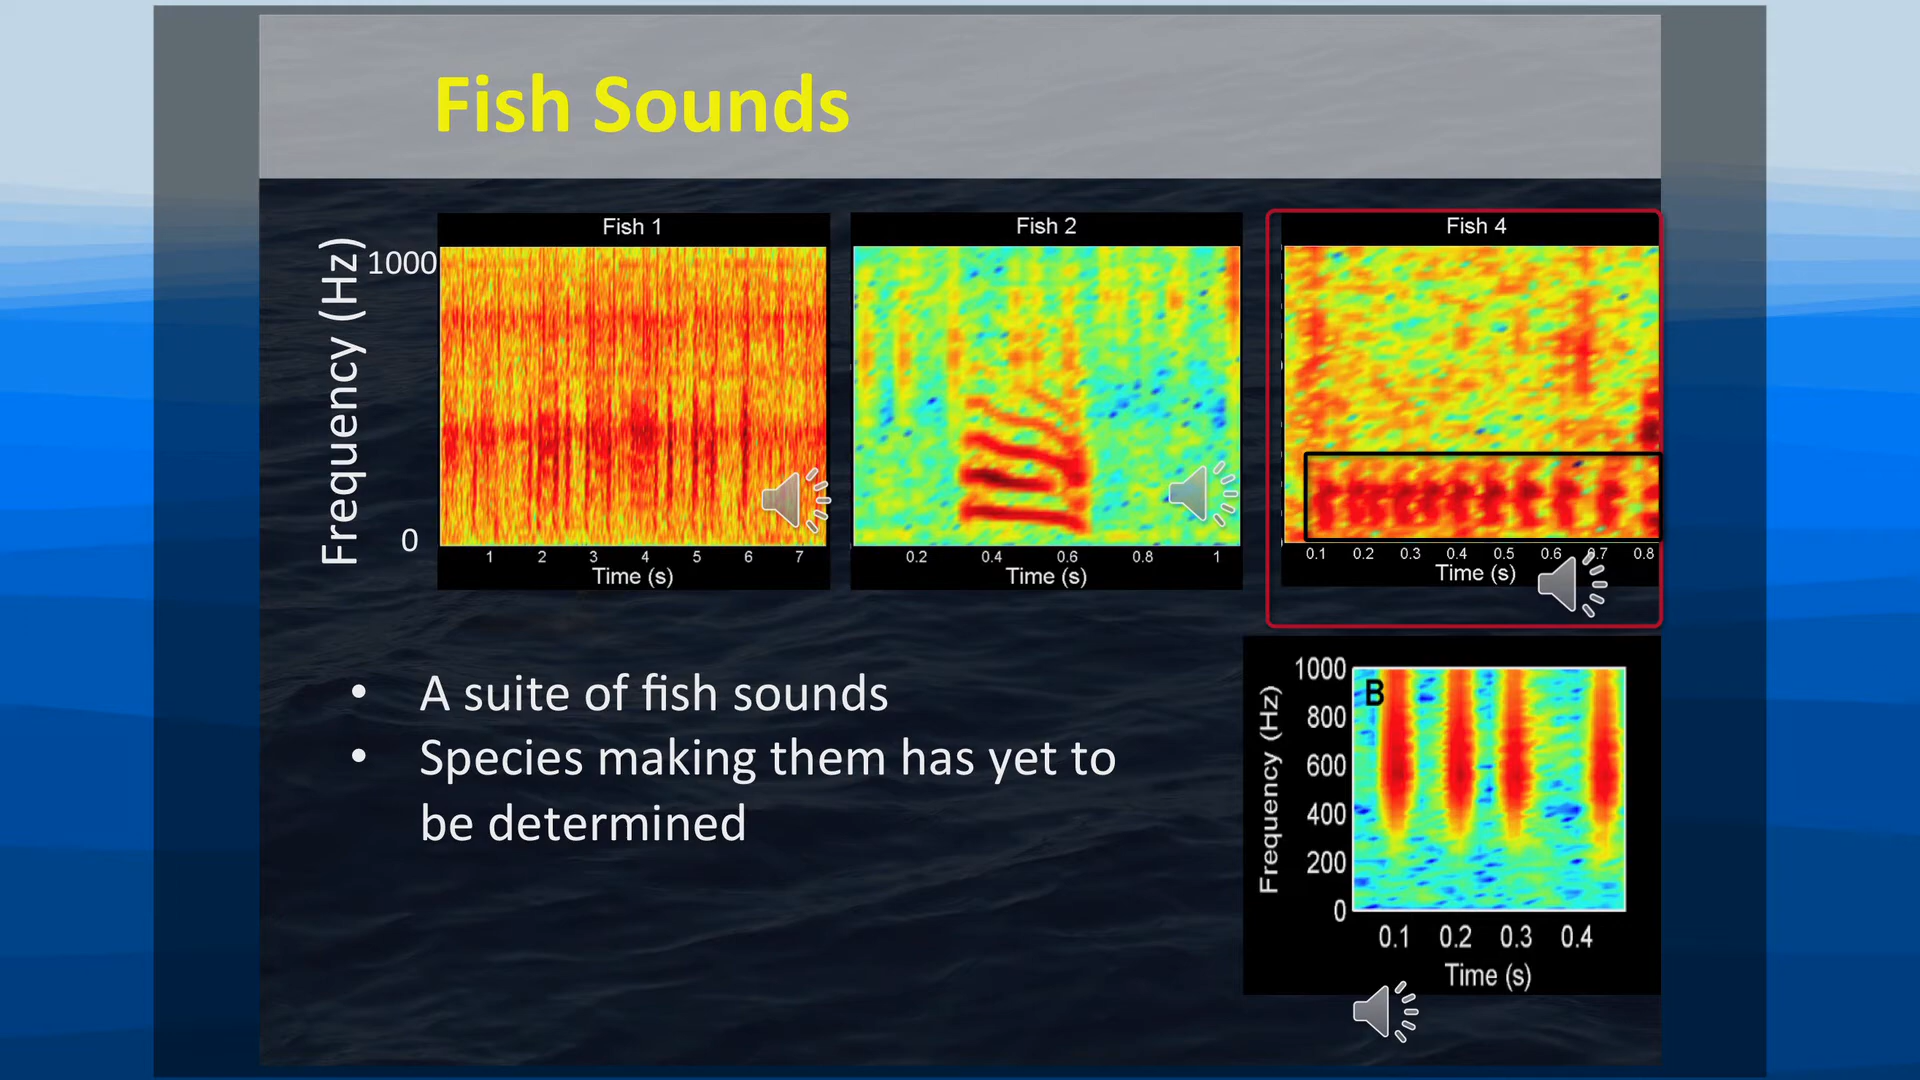 Fish Sounds
Fish 1
Fish 2
Fish 4
Frequency (Hz)
1000
0
1 2 3 4 5 6 7
Time (s)
0.2 0.4 0.6 0.8 1
Time (s)
0.1 0.2 0.3 0.4 0.5 0.6 0.7 0.8
Time (s)
• A suite of fish sounds
• Species making them has yet to
be determined
B
Frequency (Hz)
1000
800
600
400
200
0
0.1 0.2 0.3 0.4
Time (s)